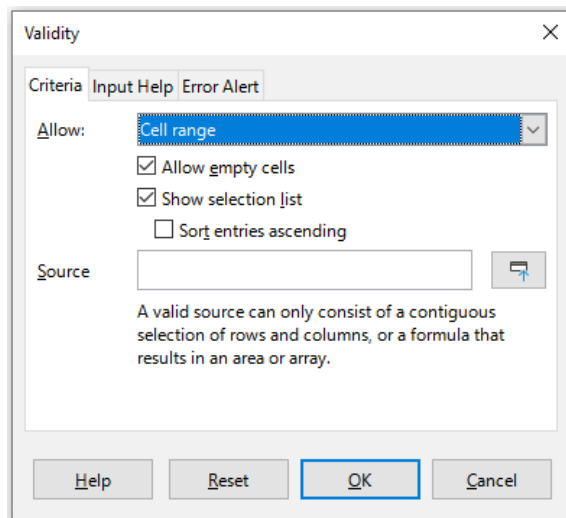 Validity
Criteria Input Help Error Alert
Allow: Cell range
Allow empty cells
Show selection list
Sort entries ascending
Source
A valid source can only consist of a contiguous
selection of rows and columns, or a formula that
results in an area or array.
Help Reset OK Cancel